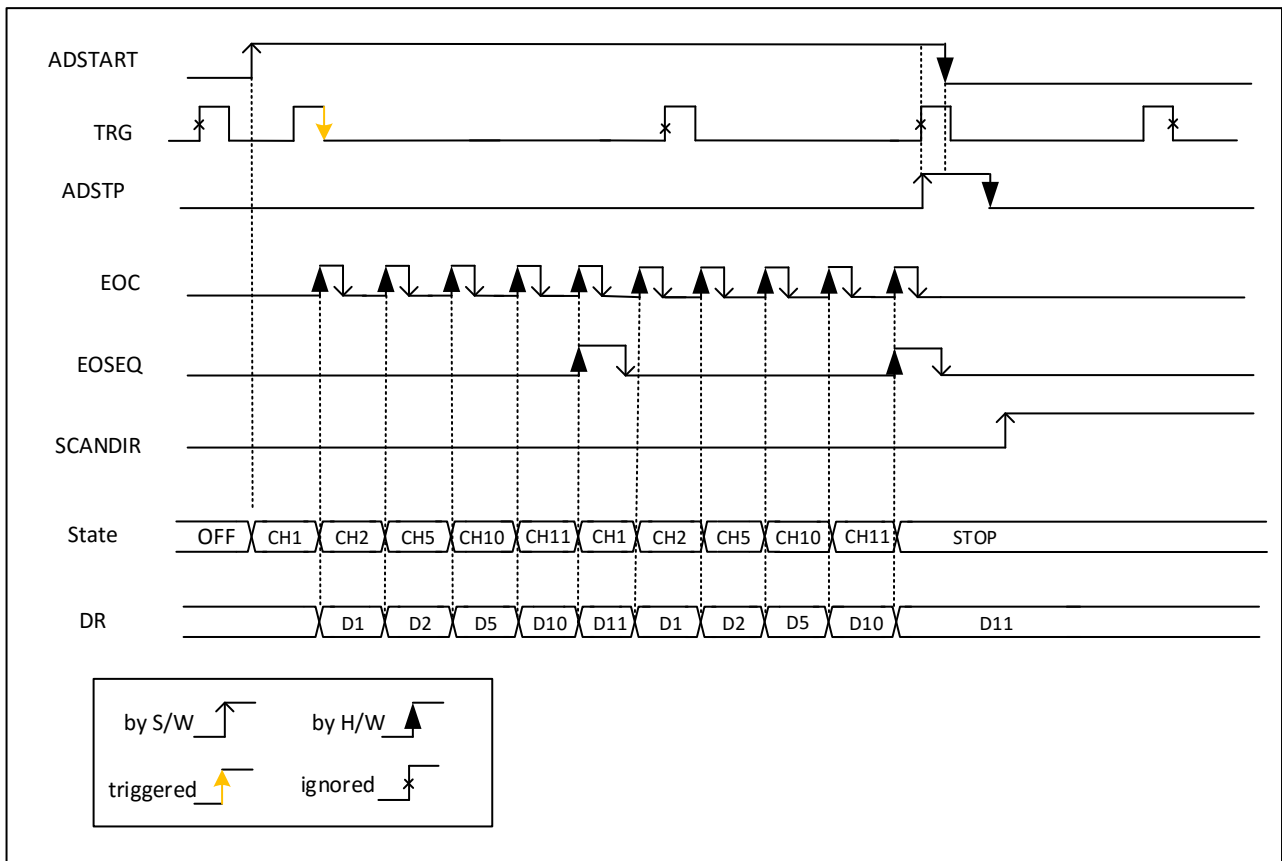 ADSTART
TRG
ADSTP
EOC
EOSEQ
SCANDIR
State OFF CH1 CH2 CH5 CH10 CH11 CH1 CH2 CH5 CH10 CH11 STOP
DR D1 D2 D5 D10 D11 D1 D2 D5 D10 D11
by S/W by H/W
triggered ignored